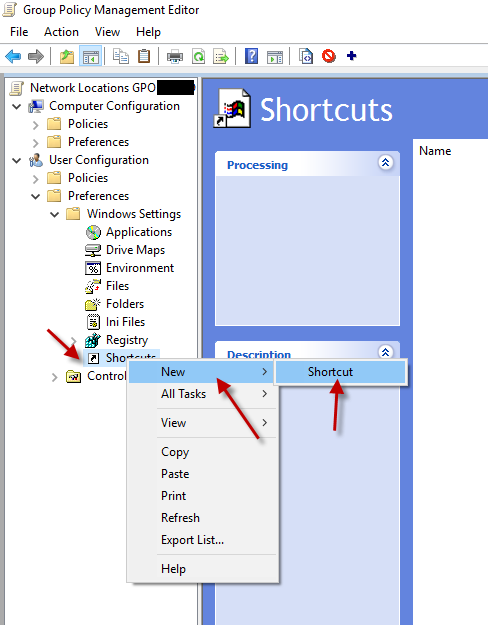 Group Policy Management Editor
File Action View Help
Network Locations GPO
Computer Configuration
Policies
Preferences
User Configuration
Policies
Preferences
Windows Settings
Applications
Drive Maps
Environment
Files
Folders
Ini Files
Registry
Shortcuts
Control
Shortcuts
Processing
Description
Name
New
All Tasks
View
Copy
Paste
Print
Refresh
Export List...
Help
Shortcut